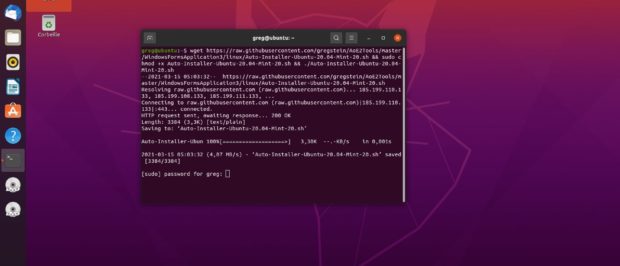 Corbeille
greg@ubuntu: ~
greg@ubuntu:~$ wget https://raw.githubusercontent.com/gregstein/AoE2Tools/master
/WindowsFormsApplication3/linux/Auto-Installer-Ubuntu-20.04-Mint-20.sh && sudo c
hmod +x Auto-Installer-Ubuntu-20.04-Mint-20.sh && ./Auto-Installer-Ubuntu-20.04-
Mint-20.sh
--2021-03-15 05:03:32--  https://raw.githubusercontent.com/gregstein/AoE2Tools/m
aster/WindowsFormsApplication3/linux/Auto-Installer-Ubuntu-20.04-Mint-20.sh
Resolving raw.githubusercontent.com (raw.githubusercontent.com)... 185.199.110.1
33, 185.199.108.133, 185.199.111.133, ...
Connecting to raw.githubusercontent.com (raw.githubusercontent.com)|185.199.110.
133|:443... connected.
HTTP request sent, awaiting response... 200 OK
Length: 3384 (3,3K) [text/plain]
Saving to: ‘Auto-Installer-Ubuntu-20.04-Mint-20.sh’
Auto-Installer-Ubun 100%[===================>]   3,30K  --.-KB/s    in 0,001s
2021-03-15 05:03:32 (4,07 MB/s) - ‘Auto-Installer-Ubuntu-20.04-Mint-20.sh’ saved
[3384/3384]
[sudo] password for greg: